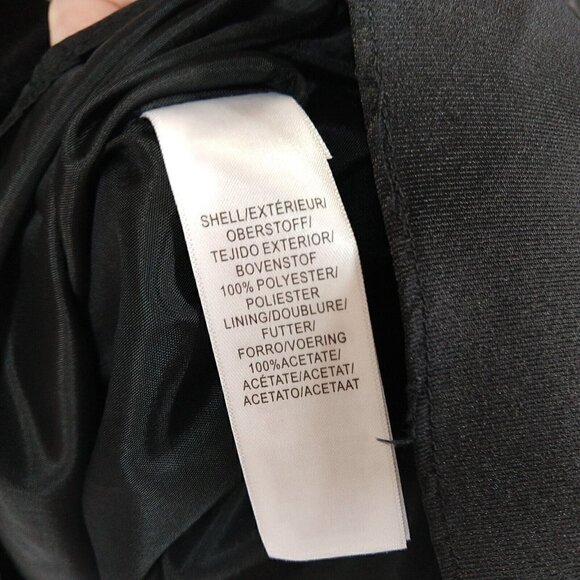 SHELL/EXTÉRIEUR/
OBERSTOFF/
TEJIDO EXTERIOR/
BOVENSTOF
100% POLYESTER/
POLIESTER
LINING/DOUBLURE/
FUTTER/
FORRO/VOERING
100%ACETATE/
ACÉTATE/ACETAT/
ACETATO/ACETAAT